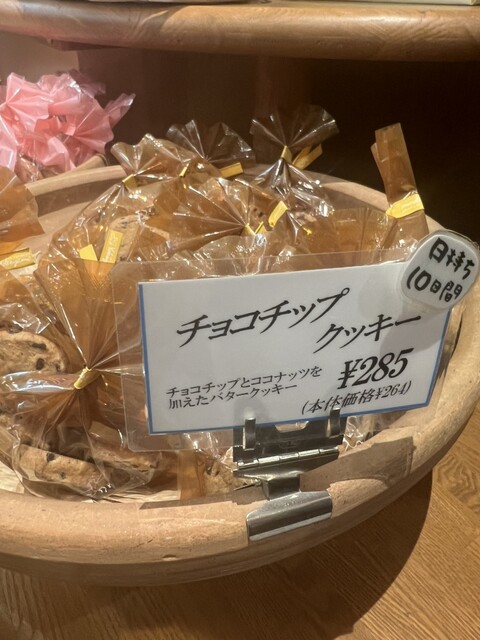 日持ち
10日間
チョコチップ
クッキー
チョコチップとココナッツを
加えたバタークッキー
¥285
(本体価格¥264)